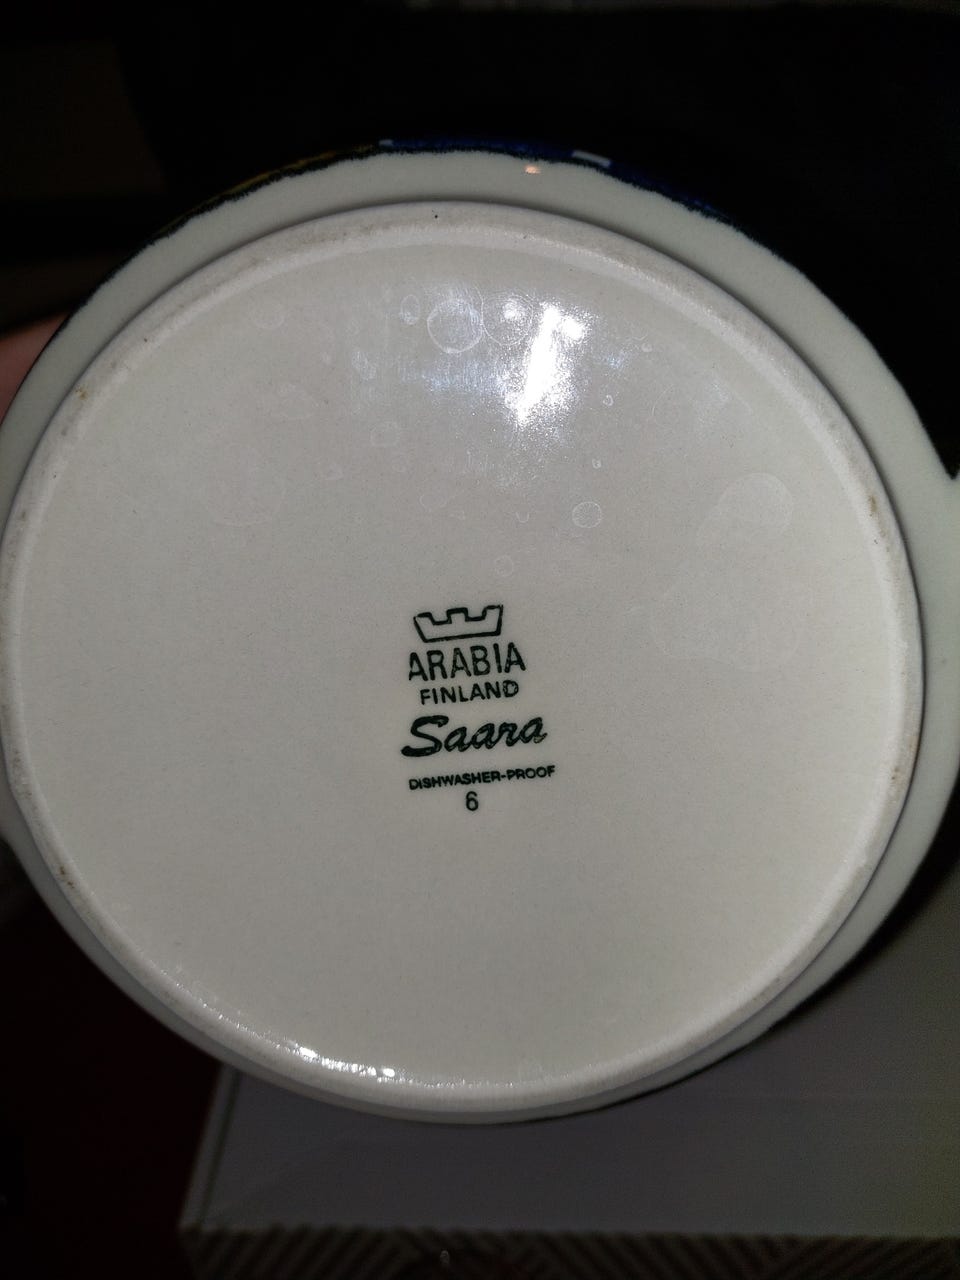 ARABIA
FINLAND
Saara
DISHWASHER-PROOF
6